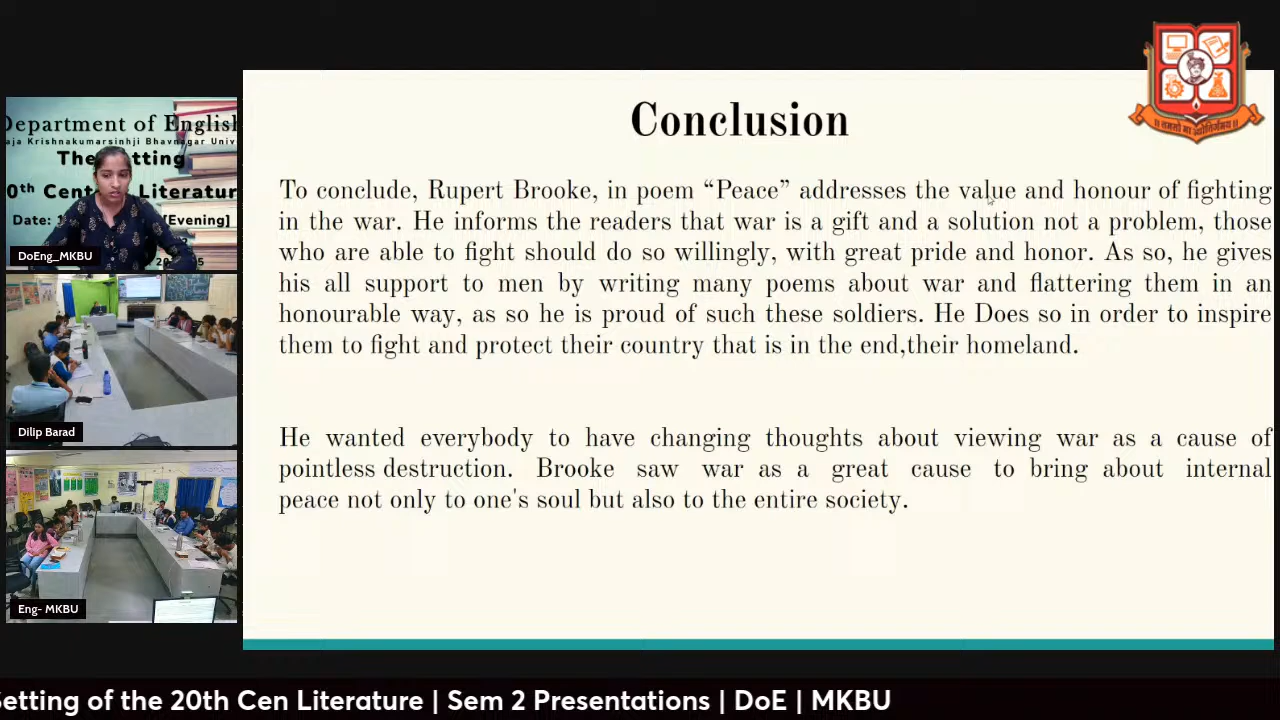 Conclusion
To conclude, Rupert Brooke, in poem “Peace” addresses the value and honour of fighting
in the war. He informs the readers that war is a gift and a solution not a problem, those
who are able to fight should do so willingly, with great pride and honor. As so, he gives
his all support to men by writing many poems about war and flattering them in an
honourable way, as so he is proud of such these soldiers. He Does so in order to inspire
them to fight and protect their country that is in the end,their homeland.
He wanted everybody to have changing thoughts about viewing war as a cause of
pointless destruction. Brooke saw war as a great cause to bring about internal
peace not only to one's soul but also to the entire society.
Department of English
aja Krishnakumarsinhji Bhavnagar Univ
The etting
0th Cent Literatur
Date: 1 [Evening]
DoEng_MKBU
Dilip Barad
Eng- MKBU
Setting of the 20th Cen Literature | Sem 2 Presentations | DoE | MKBU